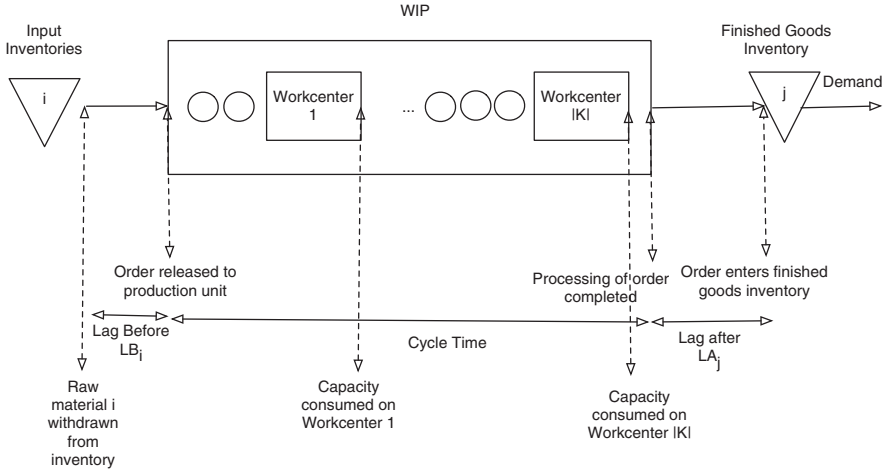 WIP
Input
Inventories
Finished Goods
Inventory
i
Workcenter
1
...
Workcenter
|K|
j
Demand
Order released to
production unit
Processing of order
completed
Order enters finished
goods inventory
Lag Before
LBi
Cycle Time
Lag after
LAj
Raw
material i
withdrawn
from
inventory
Capacity
consumed on
Workcenter 1
Capacity
consumed on
Workcenter |K|